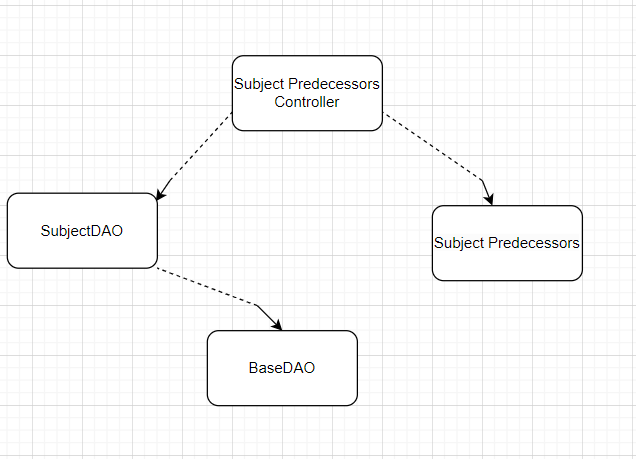 Subject Predecessors
Controller
SubjectDAO
Subject Predecessors
BaseDAO